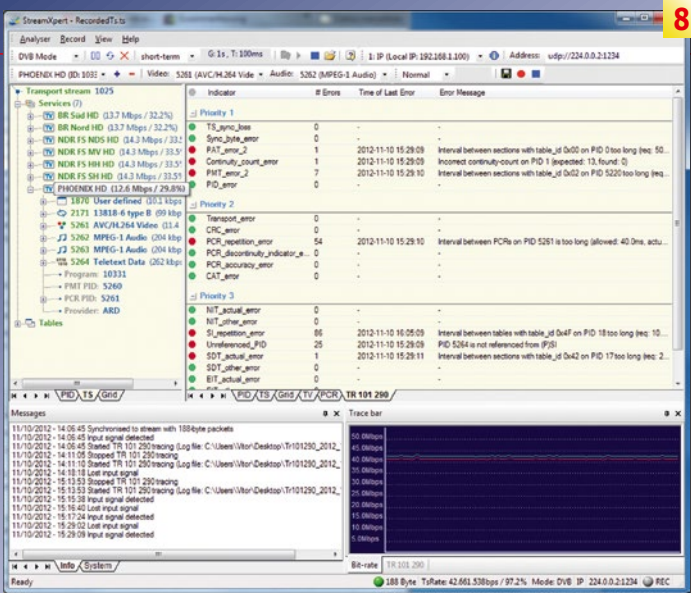 8
StreamXpert - RecordedTs.ts
Analyser Record View Help
DVB Mode short-term G: 1s, T: 100ms 1: IP (Local IP: 192.168.1.100) Address: udp://224.0.0.2:1234
PHOENIX HD (ID: 1033 Video: 5261 (AVC/H.264 Vide Audio: 5262 (MPEG-1 Audio) Normal
Transport stream 1025
Services (7)
BR Süd HD (13.7 Mbps / 32.2%)
BR Nord HD (13.7 Mbps / 32.2%)
NDR FS NDS HD (14.3 Mbps / 33.5
NDR FS MV HD (14.3 Mbps / 33.5%
NDR FS HH HD (14.3 Mbps / 33.5%
NDR FS SH HD (14.3 Mbps / 33.5%
PHOENIX HD (12.6 Mbps / 29.8%)
1870 User defined (10.1 kbps
2171 13818-6 type B (99 kbp
5261 AVC/H.264 Video (11.4
5262 MPEG-1 Audio (204 kbp
5263 MPEG-1 Audio (204 kbp
5264 Teletext Data (262 kbps
Program: 10331
PMT PID: 5260
PCR PID: 5261
Provider: ARD
Tables
PID TS Grid
Indicator # Errors Time of Last Error Error Message
Priority 1
TS_sync_loss 0 - -
Sync_byte_error 0 - -
PAT_error_2 1 2012-11-10 15:29:09 Interval between sections with table_id 0x00 on PID 0 too long (req: 50...
Continuity_count_error 1 2012-11-10 15:29:09 Incorrect continuity-count on PID 1 (expected: 13, found: 0)
PMT_error_2 7 2012-11-10 15:29:09 Interval between sections with table_id 0x02 on PID 5220 too long (req:
PID_error 0 - -
Priority 2
Transport_error 0 - -
CRC_error 0 - -
PCR_repetition_error 54 2012-11-10 15:29:10 Interval between PCRs on PID 5261 is too long (allowed: 40.0ms, actu...
PCR_discontinuity_indicator_e... 0 - -
PCR_accuracy_error 0 - -
CAT_error 0 - -
Priority 3
NIT_actual_error 0 - -
NIT_other_error 0 - -
SI_repetition_error 86 2012-11-10 16:05:09 Interval between tables with table_id 0x4F on PID 18 too long (req: 10...
Unreferenced_PID 25 2012-11-10 15:29:09 PID 5264 is not referenced from (P)SI
SDT_actual_error 1 2012-11-10 15:29:11 Interval between sections with table_id 0x42 on PID 17 too long (req: 2...
SDT_other_error 0 - -
EIT_actual_error 0 - -
PID TS Grid TV PCR TR 101 290
Messages
11/10/2012 - 14:06:45 Synchronised to stream with 188-byte packets
11/10/2012 - 14:06:45 Input signal detected
11/10/2012 - 14:06:45 Started TR 101 290 tracing (Log file: C:\Users\Vitor\Desktop\Tr101290_2012_
11/10/2012 - 14:11:05 Stopped TR 101 290 tracing
11/10/2012 - 14:11:10 Started TR 101 290 tracing (Log file: C:\Users\Vitor\Desktop\Tr101290_2012_
11/10/2012 - 14:18:18 Lost input signal
11/10/2012 - 15:13:53 Stopped TR 101 290 tracing
11/10/2012 - 15:13:53 Started TR 101 290 tracing (Log file: C:\Users\Vitor\Desktop\Tr101290_2012_
11/10/2012 - 15:15:38 Input signal detected
11/10/2012 - 15:16:40 Lost input signal
11/10/2012 - 15:17:24 Input signal detected
11/10/2012 - 15:29:02 Lost input signal
11/10/2012 - 15:29:09 Input signal detected
Info System
Trace bar
50.0Mbps
45.0Mbps
40.0Mbps
35.0Mbps
30.0Mbps
25.0Mbps
20.0Mbps
15.0Mbps
10.0Mbps
5.0Mbps
Bit-rate TR 101 290
Ready 188 Byte TsRate: 42.661.538bps / 97.2% Mode: DVB IP 224.0.0.2:1234 REC